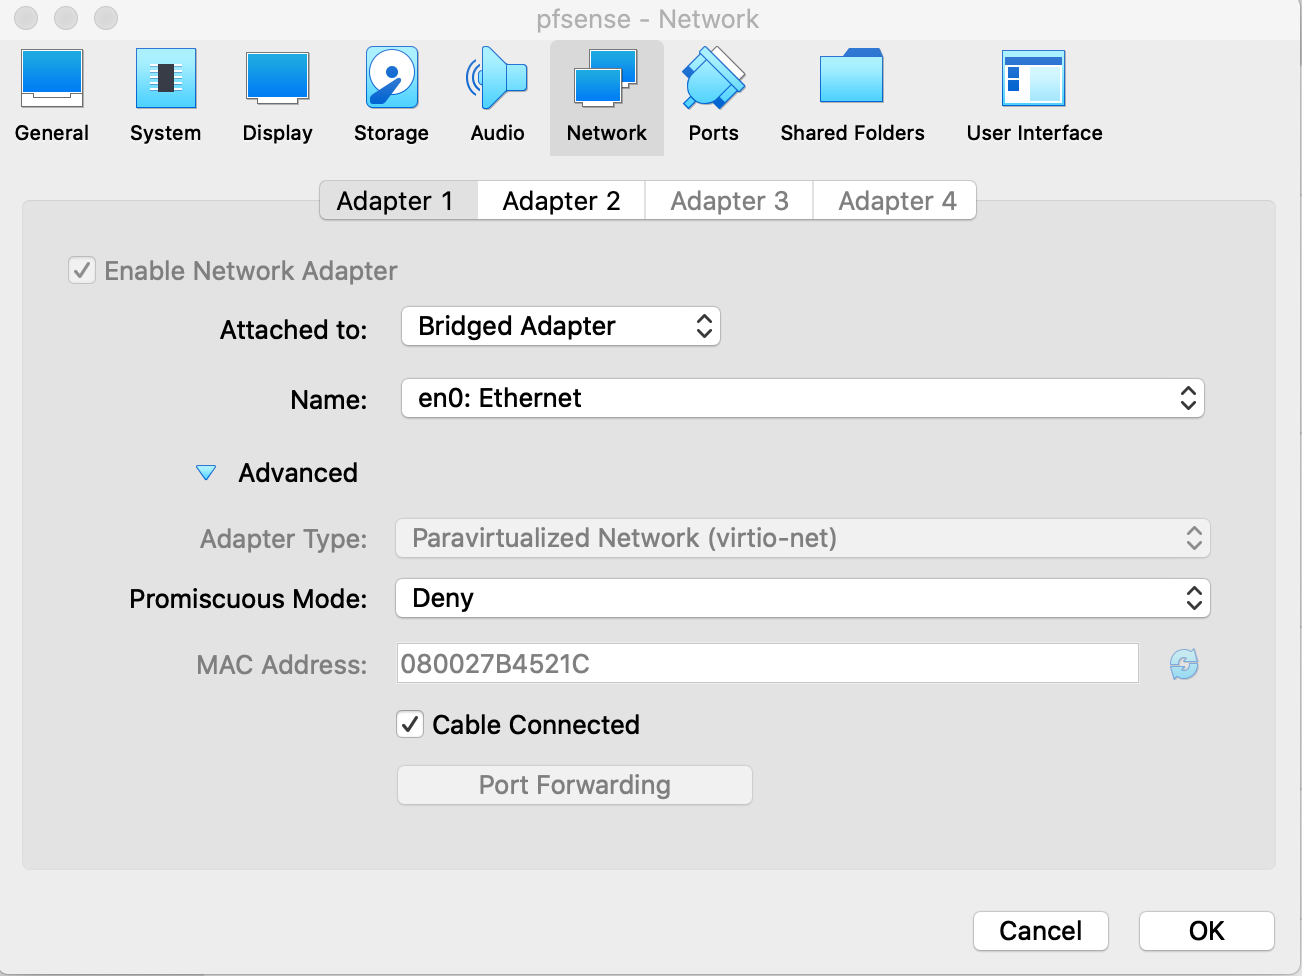 pfsense - Network
General System Display Storage Audio Network Ports Shared Folders User Interface
Adapter 1 Adapter 2 Adapter 3 Adapter 4
Enable Network Adapter
Attached to: Bridged Adapter
Name: en0: Ethernet
Advanced
Adapter Type: Paravirtualized Network (virtio-net)
Promiscuous Mode: Deny
MAC Address: 080027B4521C
Cable Connected
Port Forwarding
Cancel OK